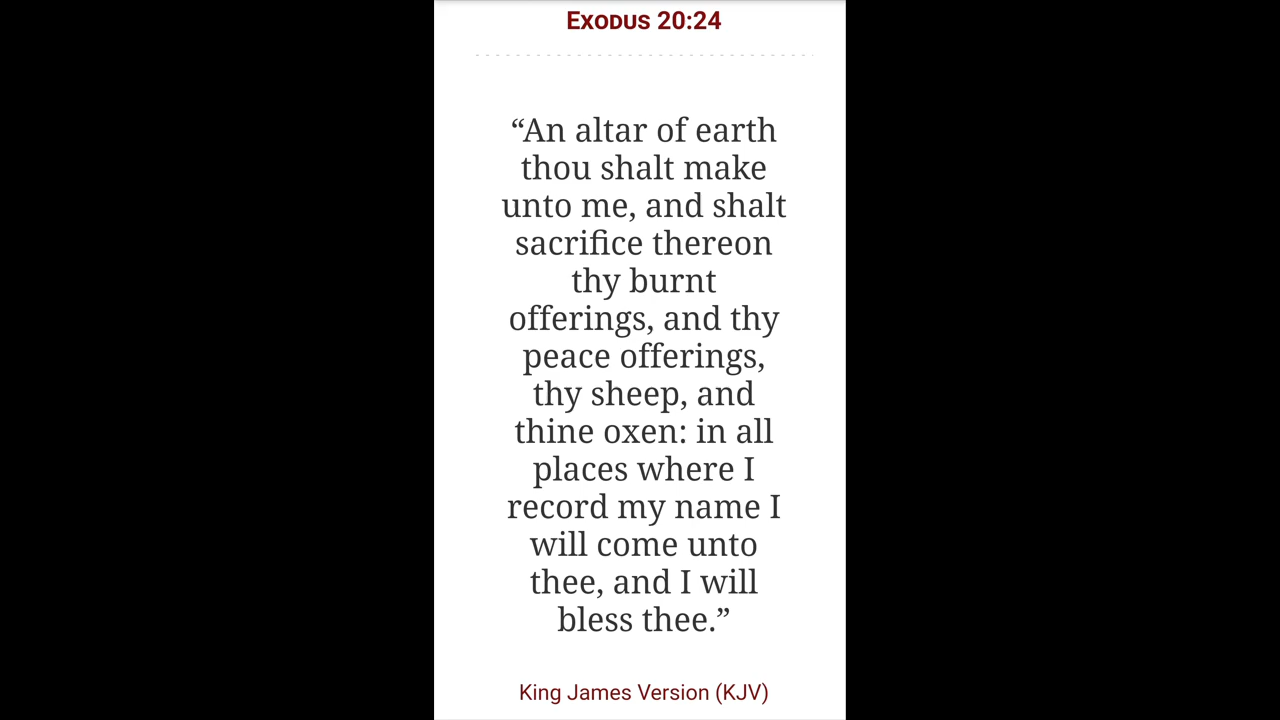 Exodus 20:24
“An altar of earth
thou shalt make
unto me, and shalt
sacrifice thereon
thy burnt
offerings, and thy
peace offerings,
thy sheep, and
thine oxen: in all
places where I
record my name I
will come unto
thee, and I will
bless thee.”
King James Version (KJV)